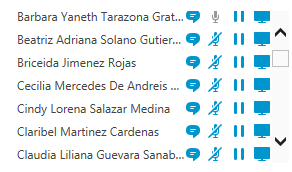 Barbara Yaneth Tarazona Grat...
Beatriz Adriana Solano Gutier...
Briceida Jimenez Rojas
Cecilia Mercedes De Andreis ...
Cindy Lorena Salazar Medina
Claribel Martinez Cardenas
Claudia Liliana Guevara Sanab...